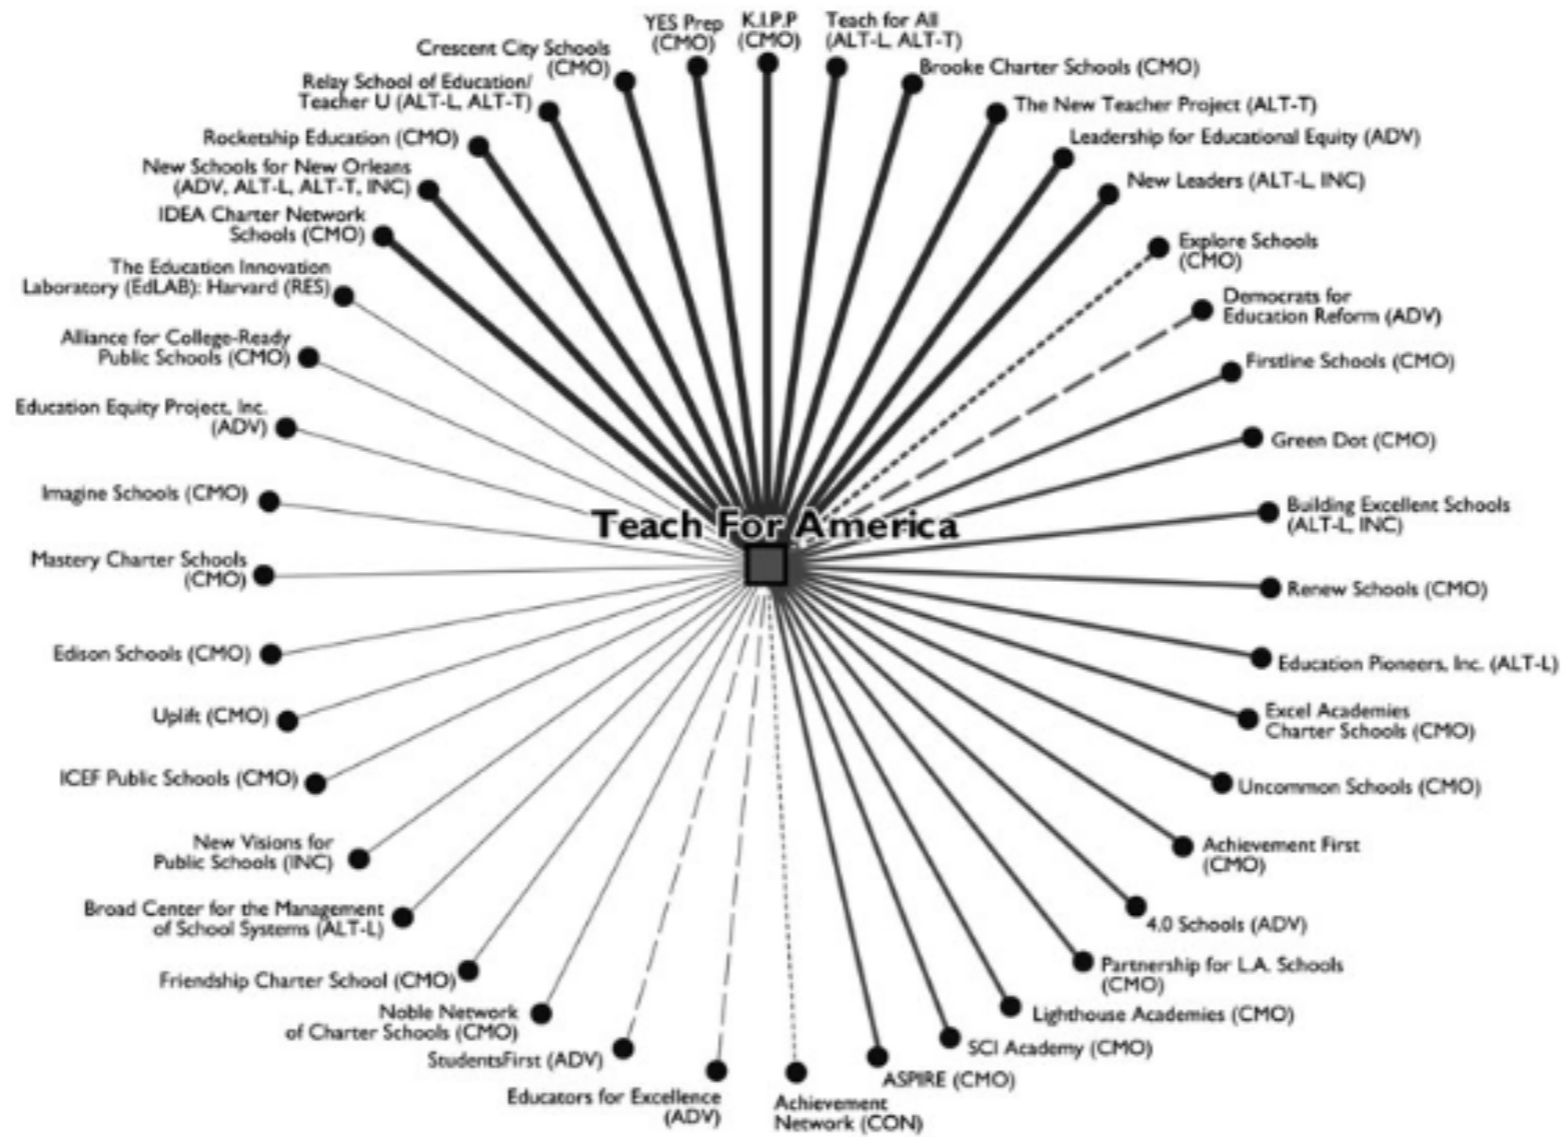 K.I.P.P
(CMO)
Teach for All
(ALT-L, ALT-T)
Brooke Charter Schools (CMO)
The New Teacher Project (ALT-T)
Leadership for Educational Equity (ADV)
New Leaders (ALT-L, INC)
Explore Schools
(CMO)
Democrats for
Education Reform (ADV)
Firstline Schools (CMO)
Green Dot (CMO)
Building Excellent Schools
(ALT-L, INC)
Renew Schools (CMO)
Education Pioneers, Inc. (ALT-L)
Excel Academies
Charter Schools (CMO)
Uncommon Schools (CMO)
Achievement First
(CMO)
4.0 Schools (ADV)
Partnership for L.A. Schools
(CMO)
Lighthouse Academies (CMO)
SCI Academy (CMO)
ASPIRE (CMO)
Achievement
Network (CON)
Educators for Excellence
(ADV)
StudentsFirst (ADV)
Noble Network
of Charter Schools (CMO)
Friendship Charter School (CMO)
Broad Center for the Management
of School Systems (ALT-L)
New Visions for
Public Schools (INC)
ICEF Public Schools (CMO)
Uplift (CMO)
Edison Schools (CMO)
Mastery Charter Schools
(CMO)
Imagine Schools (CMO)
Education Equity Project, Inc.
(ADV)
Alliance for College-Ready
Public Schools (CMO)
The Education Innovation
Laboratory (EdLAB): Harvard (RES)
IDEA Charter Network
Schools (CMO)
New Schools for New Orleans
(ADV, ALT-L, ALT-T, INC)
Rocketship Education (CMO)
Relay School of Education/
Teacher U (ALT-L, ALT-T)
Crescent City Schools
(CMO)
YES Prep
(CMO)
Teach For America